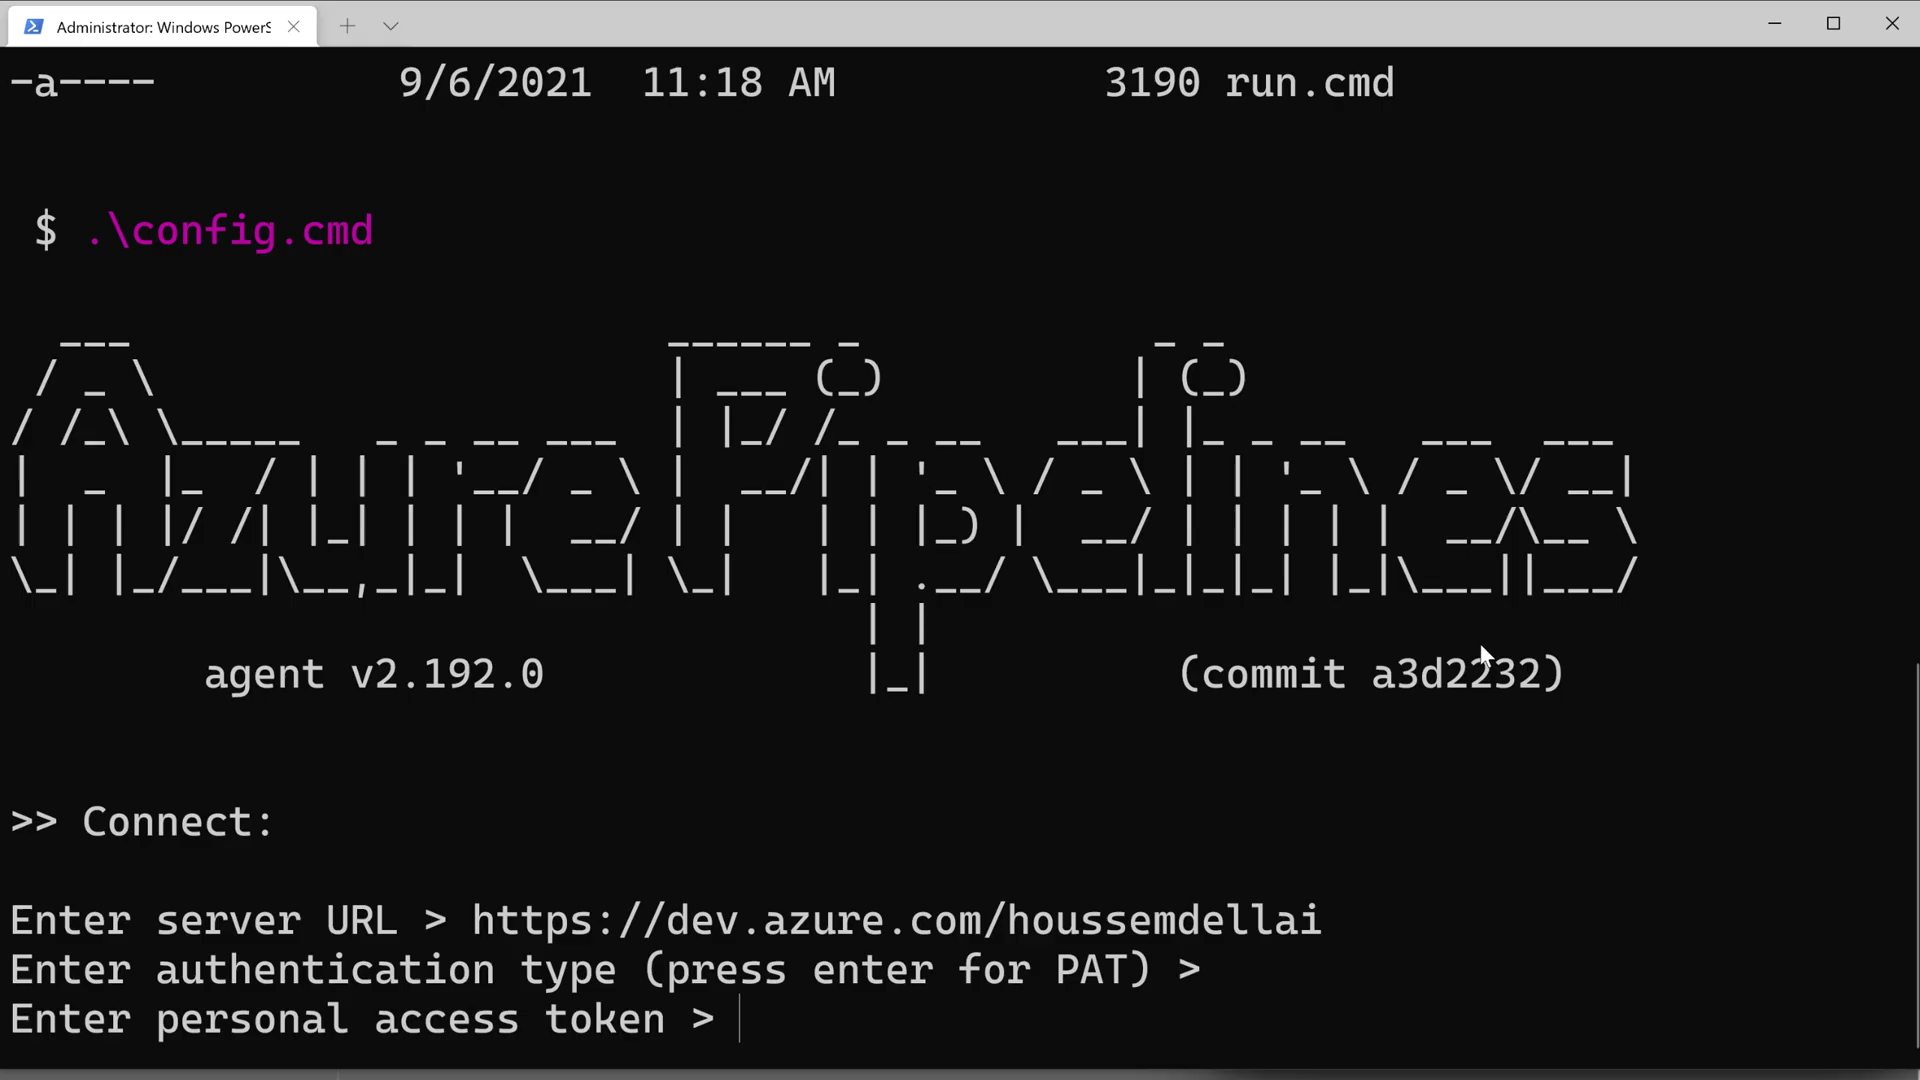 Administrator: Windows PowerS
-a---- 9/6/2021 11:18 AM 3190 run.cmd
$ .\config.cmd
AzurePipelines
agent v2.192.0 (commit a3d2232)
>> Connect:
Enter server URL > https://dev.azure.com/houssemdellai
Enter authentication type (press enter for PAT) >
Enter personal access token >